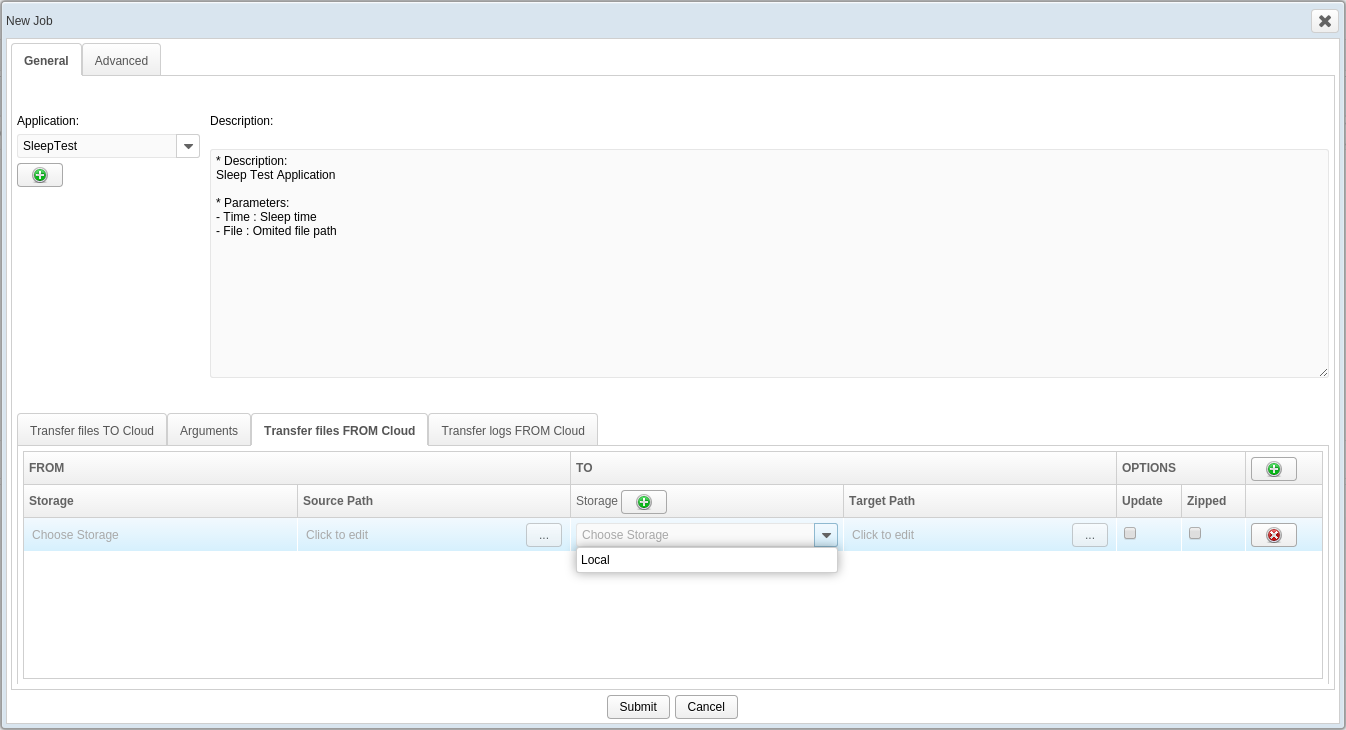 New Job
General Advanced
Application: Description:
SleepTest
* Description:
Sleep Test Application
* Parameters:
- Time : Sleep time
- File : Omited file path
Transfer files TO Cloud Arguments Transfer files FROM Cloud Transfer logs FROM Cloud
FROM TO OPTIONS
Storage Source Path Storage Target Path Update Zipped
Choose Storage Click to edit ... Choose Storage Click to edit ...
Local
Submit Cancel